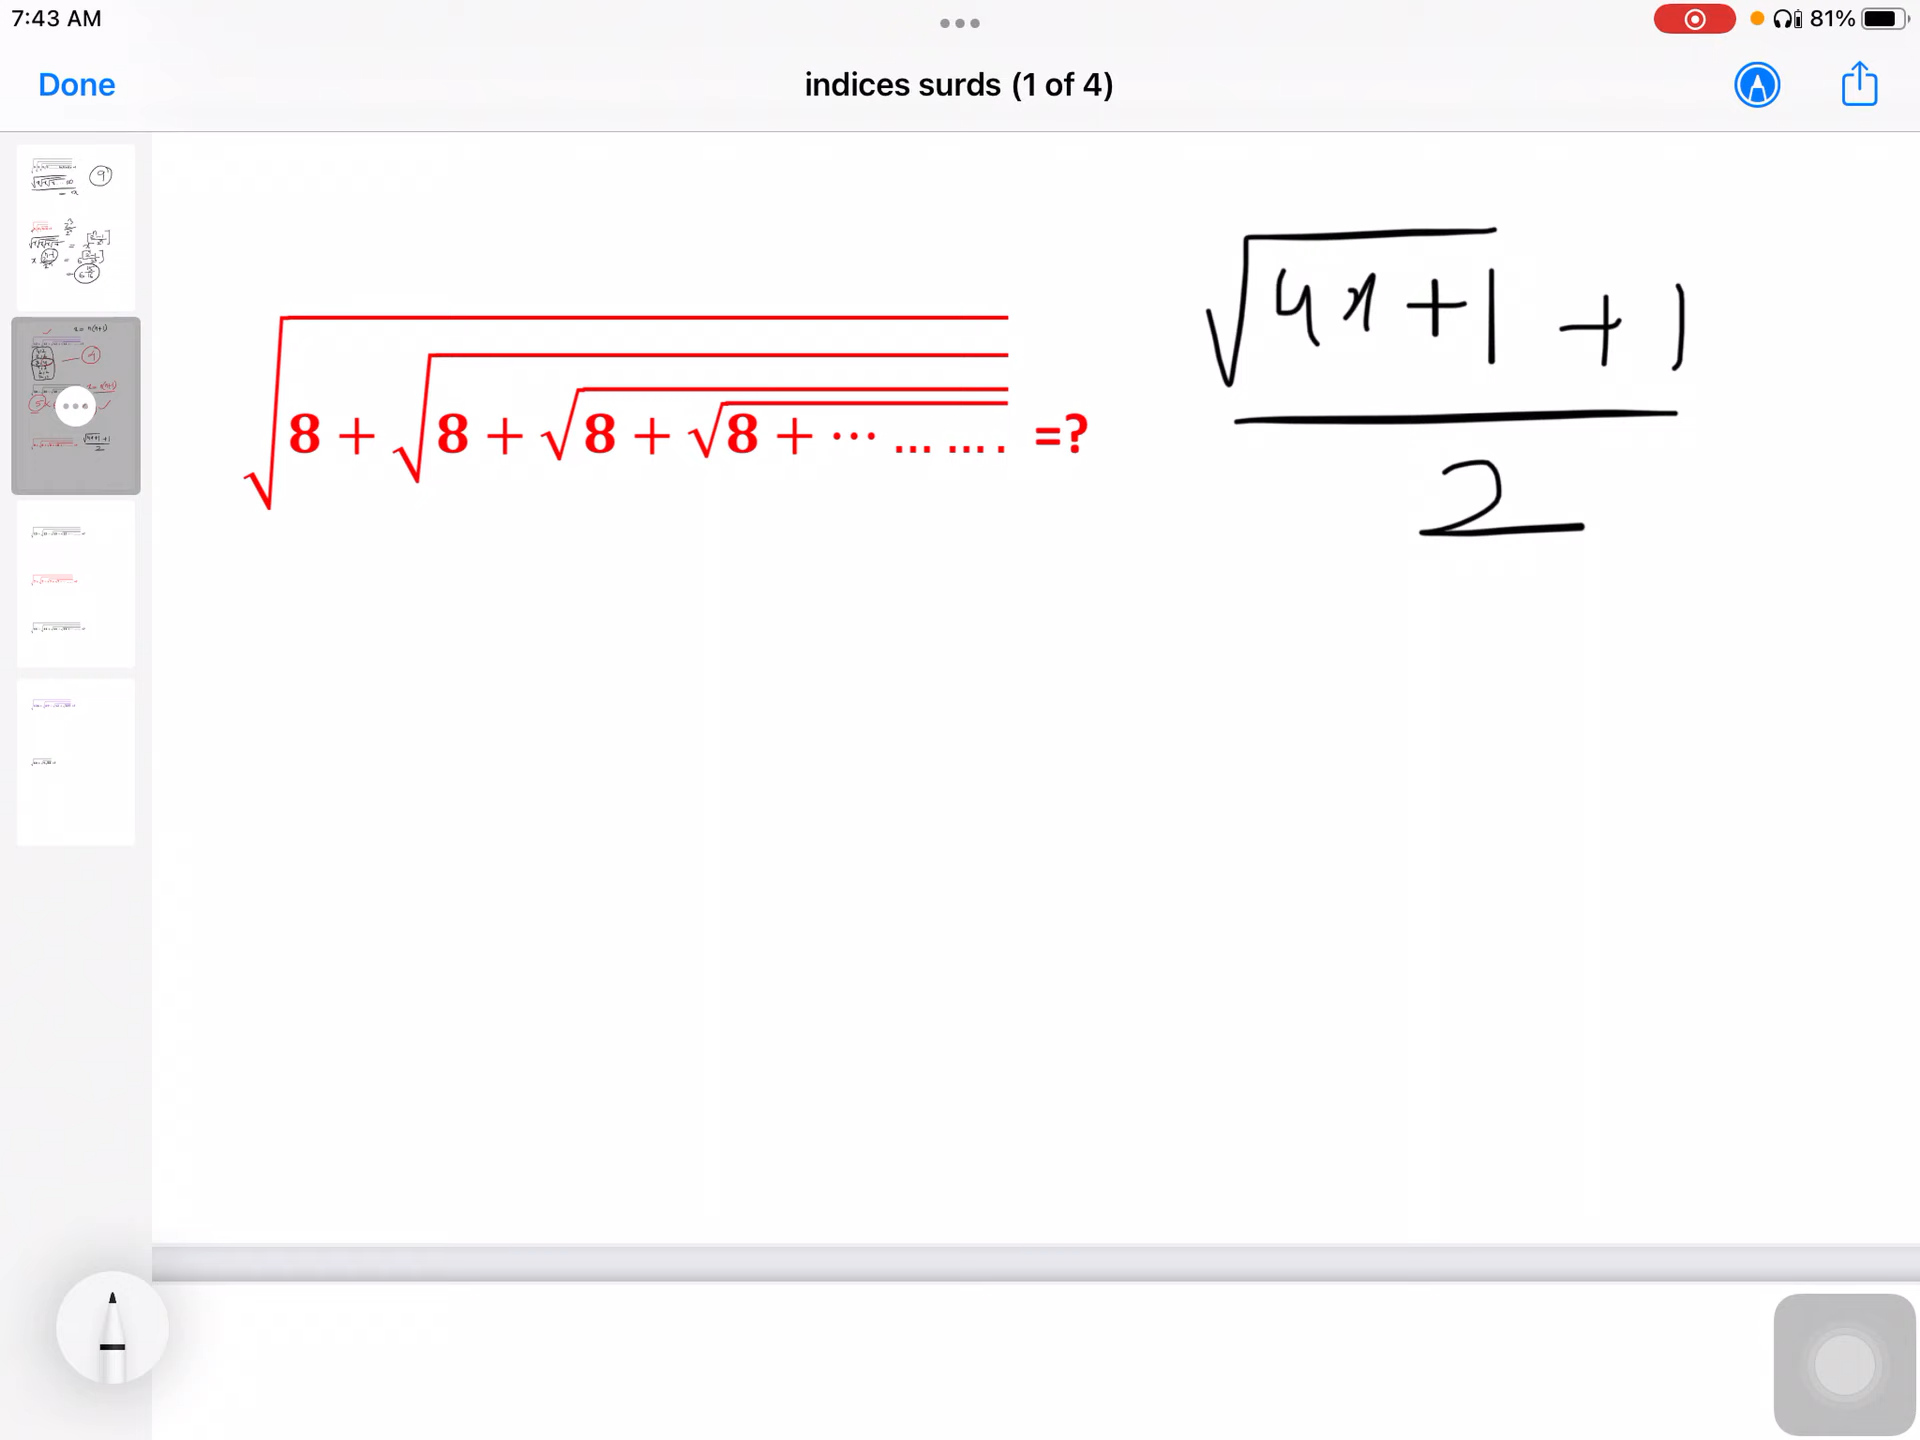 7:43 AM
81%
Done
indices surds (1 of 4)
√8 + √8 + √8 + √8 + ⋯ ... ... . =?
√4x+1 + 1
2